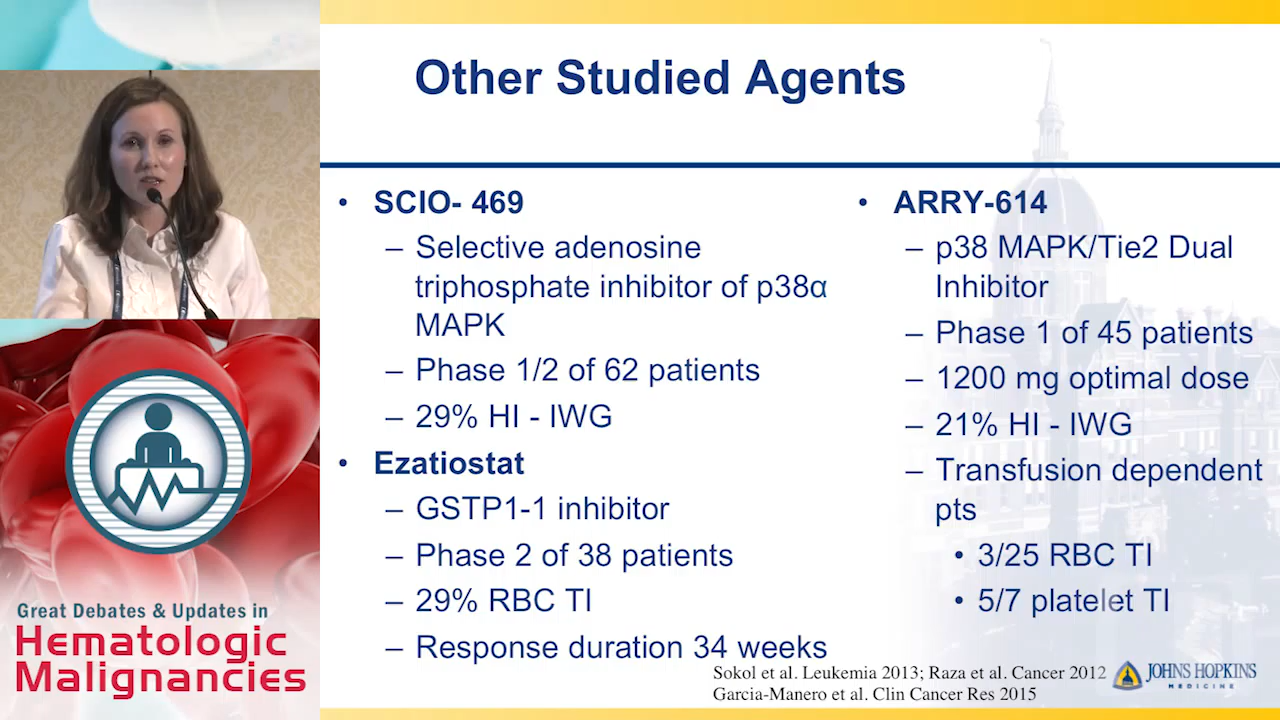 Other Studied Agents
• SCIO- 469
– Selective adenosine
triphosphate inhibitor of p38α
MAPK
– Phase 1/2 of 62 patients
– 29% HI - IWG
• Ezatiostat
– GSTP1-1 inhibitor
– Phase 2 of 38 patients
– 29% RBC TI
– Response duration 34 weeks
• ARRY-614
– p38 MAPK/Tie2 Dual
Inhibitor
– Phase 1 of 45 patients
– 1200 mg optimal dose
– 21% HI - IWG
– Transfusion dependent
pts
• 3/25 RBC TI
• 5/7 platelet TI
Sokol et al. Leukemia 2013; Raza et al. Cancer 2012
Garcia-Manero et al. Clin Cancer Res 2015
JOHNS HOPKINS
MEDICINE
Great Debates & Updates in
Hematologic
Malignancies